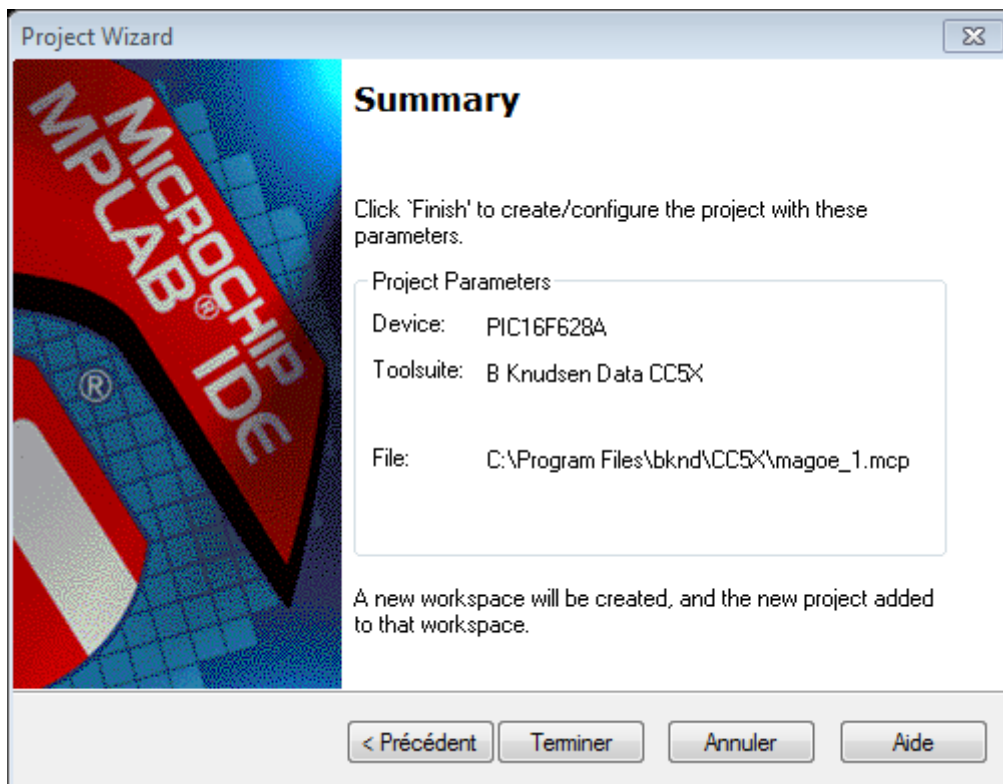 Project Wizard
MICROCHIP
MPLAB® IDE
®
Summary
Click `Finish' to create/configure the project with these
parameters.
Project Parameters
Device: PIC16F628A
Toolsuite: B Knudsen Data CC5X
File: C:\Program Files\bknd\CC5X\magoe_1.mcp
A new workspace will be created, and the new project added
to that workspace.
< Précédent Terminer Annuler Aide